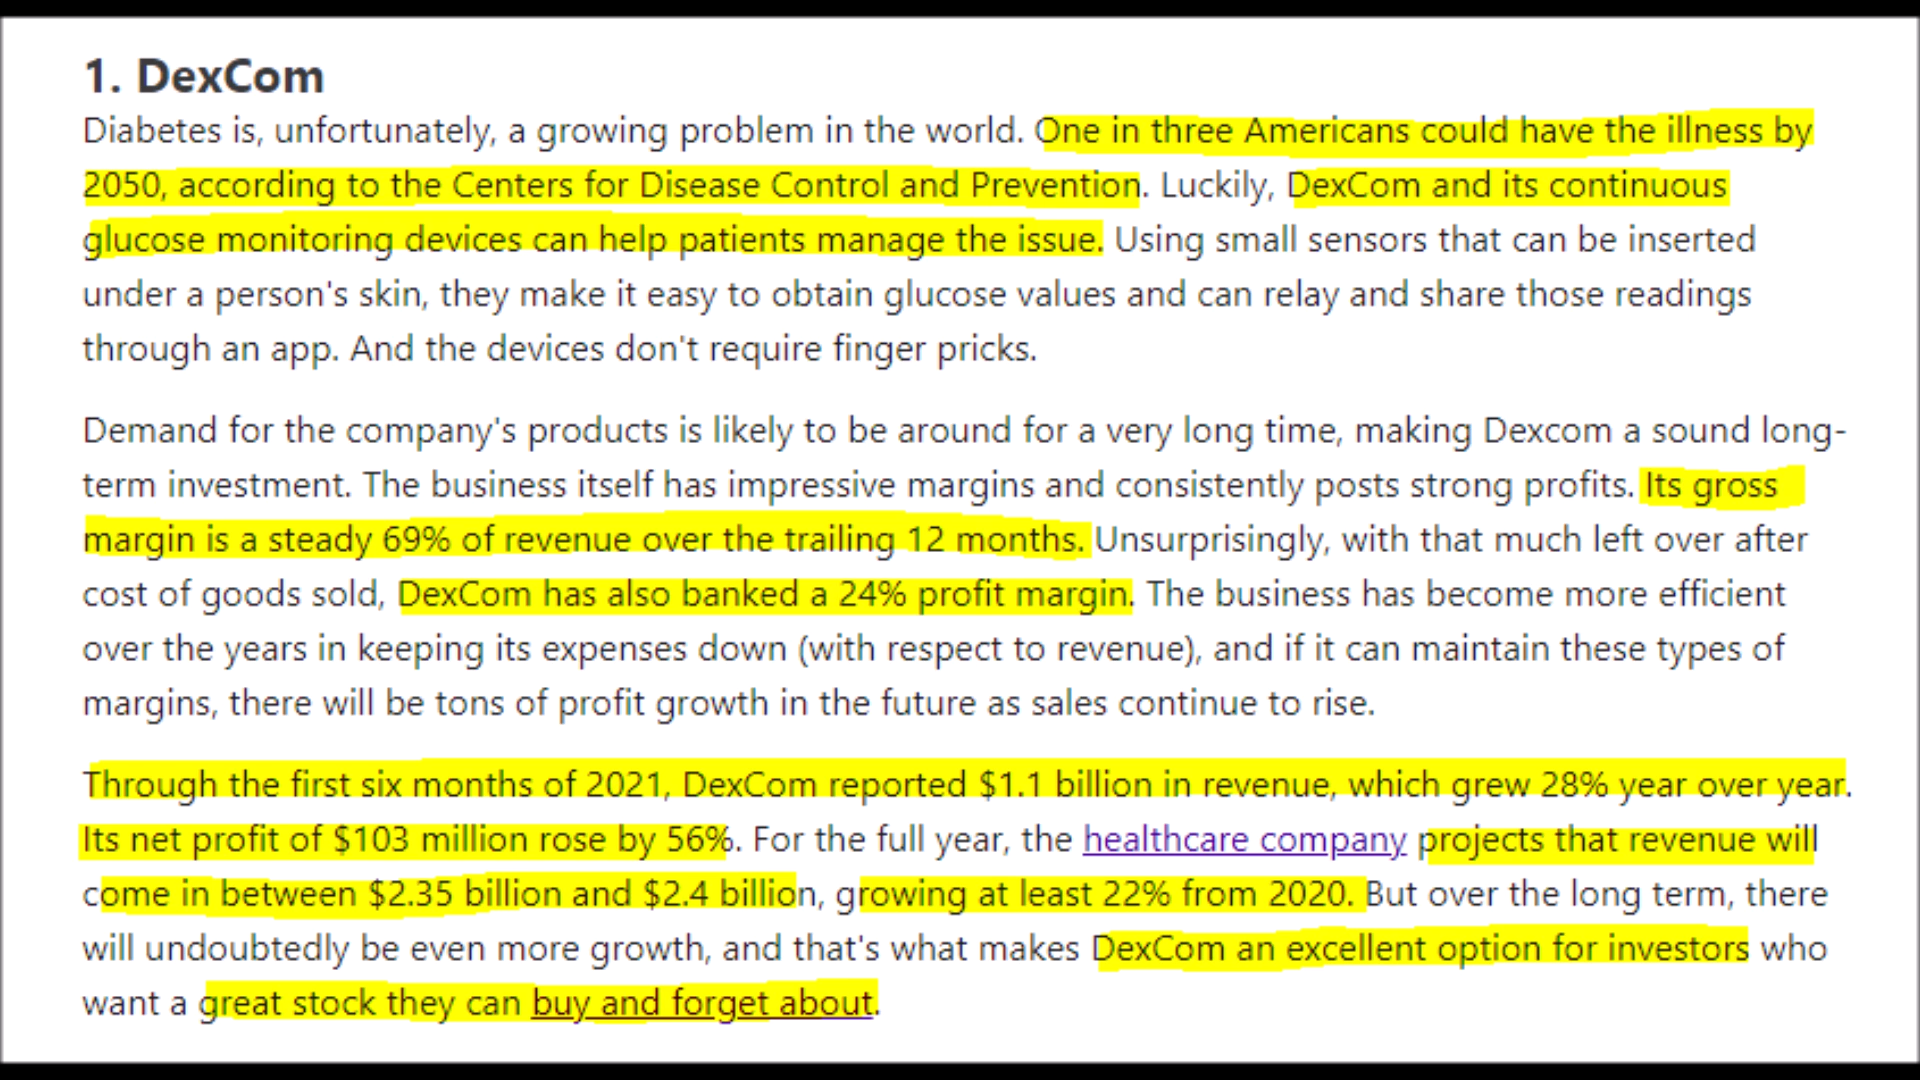 1. DexCom
Diabetes is, unfortunately, a growing problem in the world. One in three Americans could have the illness by
2050, according to the Centers for Disease Control and Prevention. Luckily, DexCom and its continuous
glucose monitoring devices can help patients manage the issue. Using small sensors that can be inserted
under a person's skin, they make it easy to obtain glucose values and can relay and share those readings
through an app. And the devices don't require finger pricks.
Demand for the company's products is likely to be around for a very long time, making Dexcom a sound long-
term investment. The business itself has impressive margins and consistently posts strong profits. Its gross
margin is a steady 69% of revenue over the trailing 12 months. Unsurprisingly, with that much left over after
cost of goods sold, DexCom has also banked a 24% profit margin. The business has become more efficient
over the years in keeping its expenses down (with respect to revenue), and if it can maintain these types of
margins, there will be tons of profit growth in the future as sales continue to rise.
Through the first six months of 2021, DexCom reported $1.1 billion in revenue, which grew 28% year over year.
Its net profit of $103 million rose by 56%. For the full year, the healthcare company projects that revenue will
come in between $2.35 billion and $2.4 billion, growing at least 22% from 2020. But over the long term, there
will undoubtedly be even more growth, and that's what makes DexCom an excellent option for investors who
want a great stock they can buy and forget about.